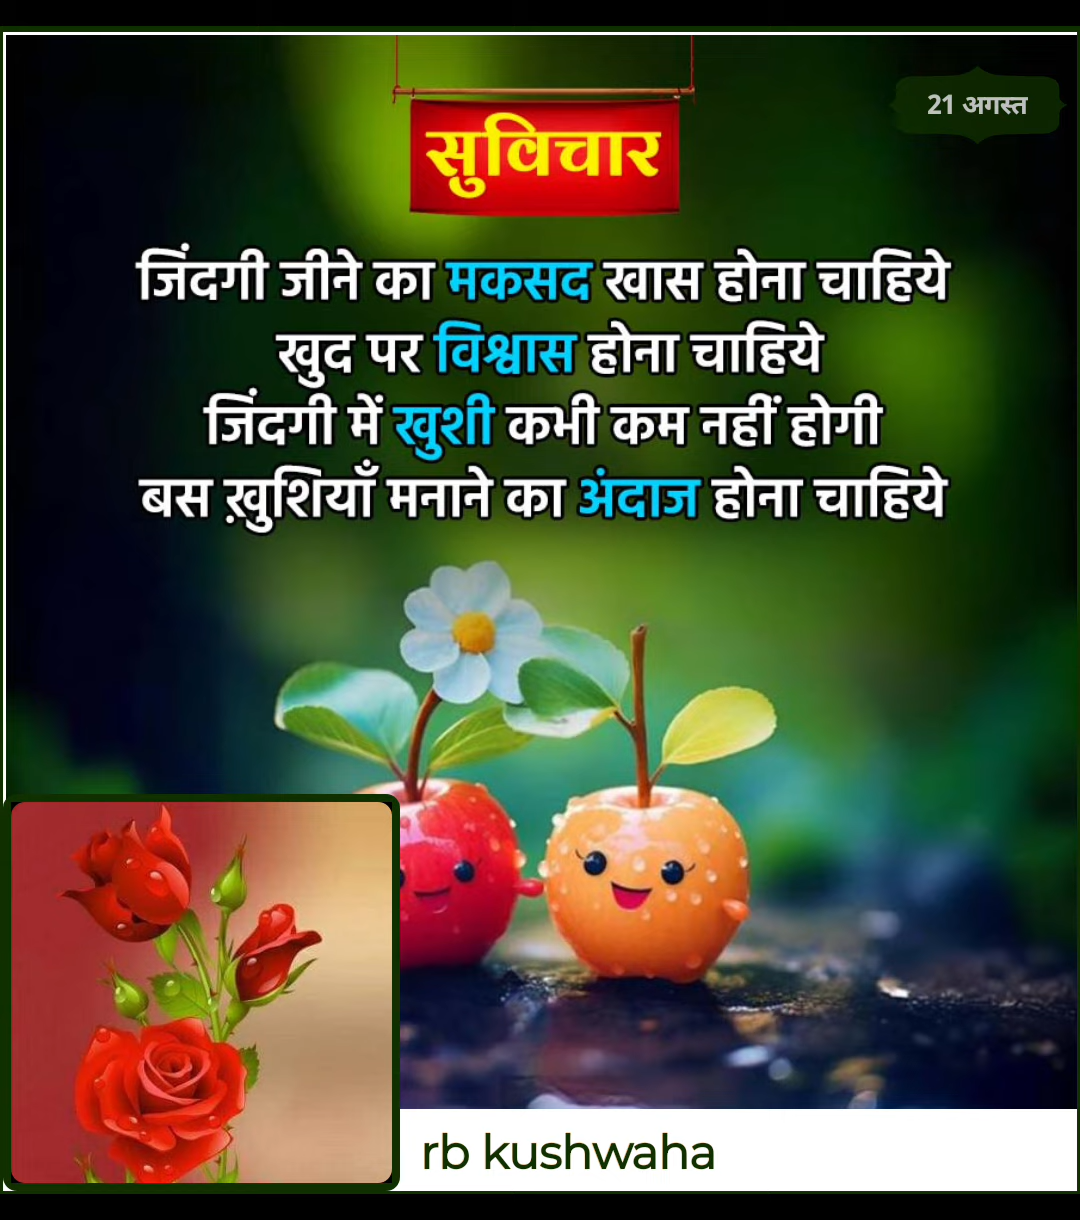 21 अगस्त
सुविचार
जिंदगी जीने का मकसद खास होना चाहिये
खुद पर विश्वास होना चाहिये
जिंदगी में खुशी कभी कम नहीं होगी
बस ख़ुशियाँ मनाने का अंदाज होना चाहिये
rb kushwaha